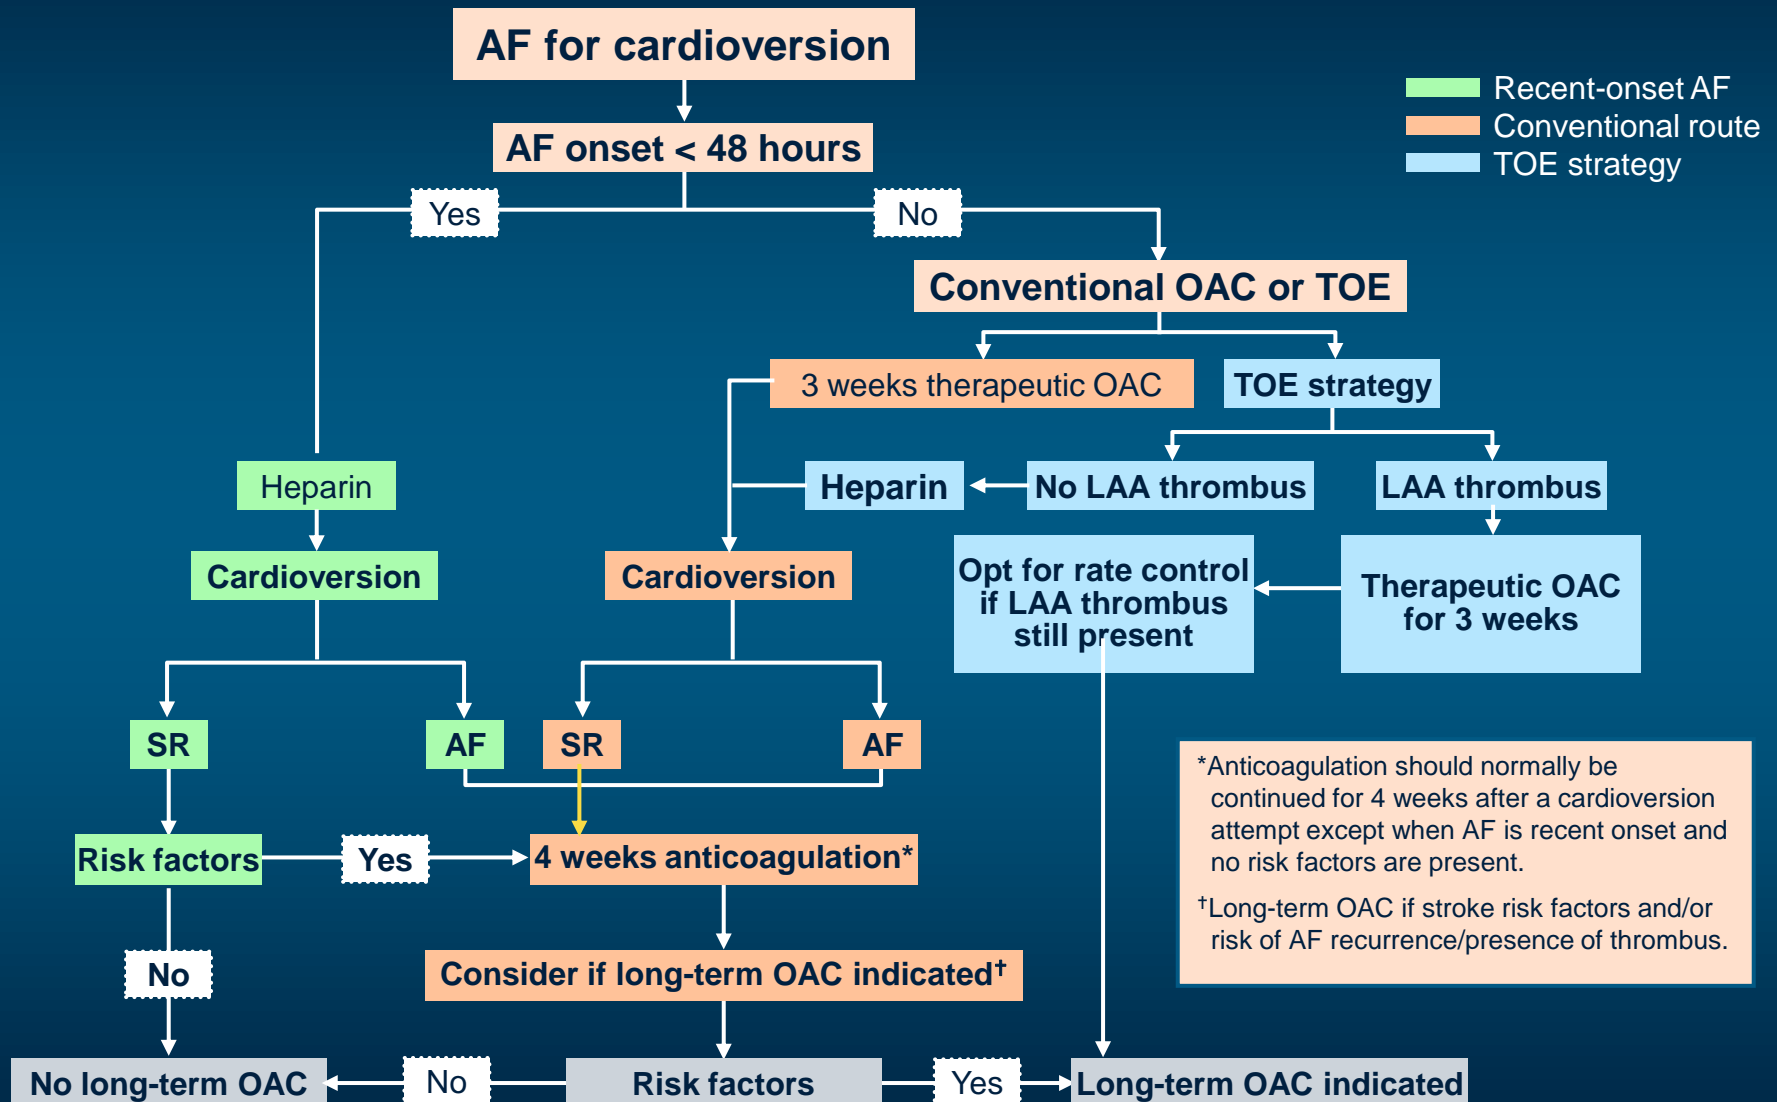 AF for cardioversion
Recent-onset AF
Conventional route
TOE strategy
AF onset < 48 hours
Yes
No
Conventional OAC or TOE
3 weeks therapeutic OAC
TOE strategy
Heparin
Heparin
No LAA thrombus
LAA thrombus
Cardioversion
Cardioversion
Opt for rate control
if LAA thrombus
still present
Therapeutic OAC
for 3 weeks
SR
AF
SR
AF
*Anticoagulation should normally be
continued for 4 weeks after a cardioversion
attempt except when AF is recent onset and
no risk factors are present.
†Long-term OAC if stroke risk factors and/or
risk of AF recurrence/presence of thrombus.
Risk factors
Yes
4 weeks anticoagulation*
No
Consider if long-term OAC indicated†
No long-term OAC
No
Risk factors
Yes
Long-term OAC indicated